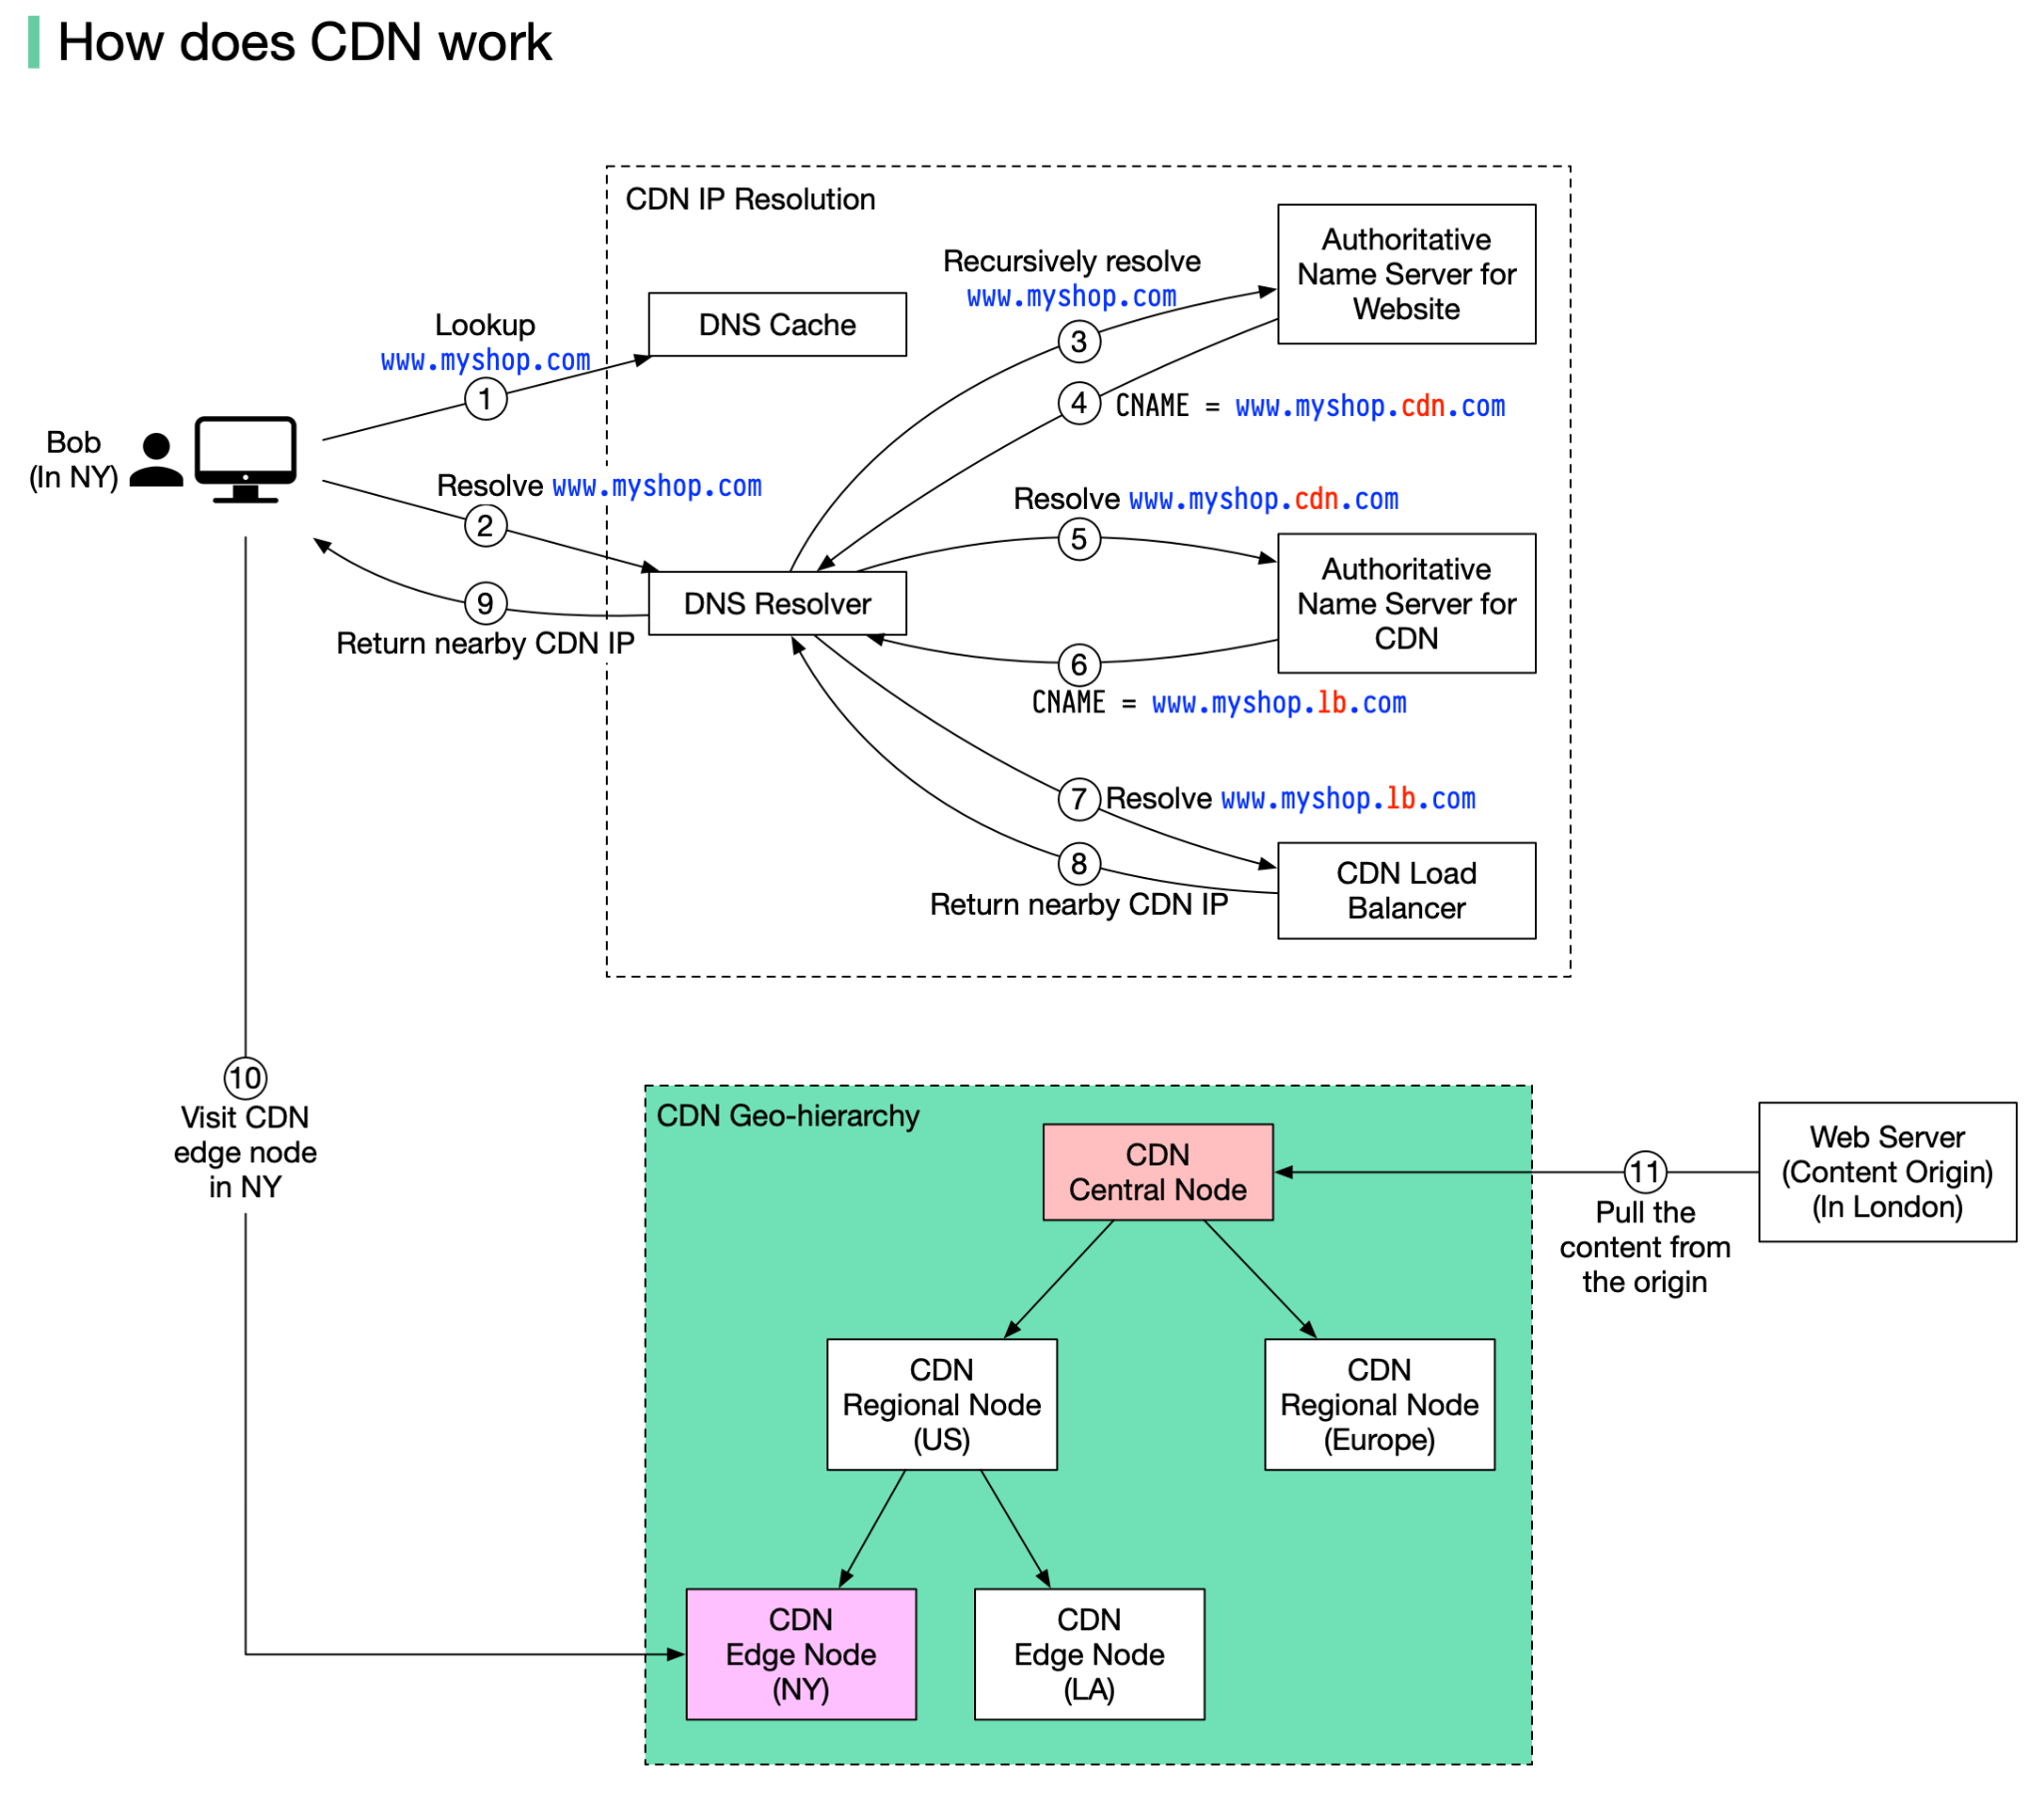 How does CDN work
CDN IP Resolution
Authoritative
Name Server for
Website
Recursively resolve
www.myshop.com
3
DNS Cache
Lookup
www.myshop.com
1
4
CNAME = www.myshop.cdn.com
Bob
(In NY)
Resolve www.myshop.com
2
Resolve www.myshop.cdn.com
5
Authoritative
Name Server for
CDN
DNS Resolver
9
Return nearby CDN IP
6
CNAME = www.myshop.lb.com
7
Resolve www.myshop.lb.com
8
Return nearby CDN IP
CDN Load
Balancer
10
Visit CDN
edge node
in NY
CDN Geo-hierarchy
CDN
Central Node
11
Pull the
content from
the origin
Web Server
(Content Origin)
(In London)
CDN
Regional Node
(US)
CDN
Regional Node
(Europe)
CDN
Edge Node
(NY)
CDN
Edge Node
(LA)